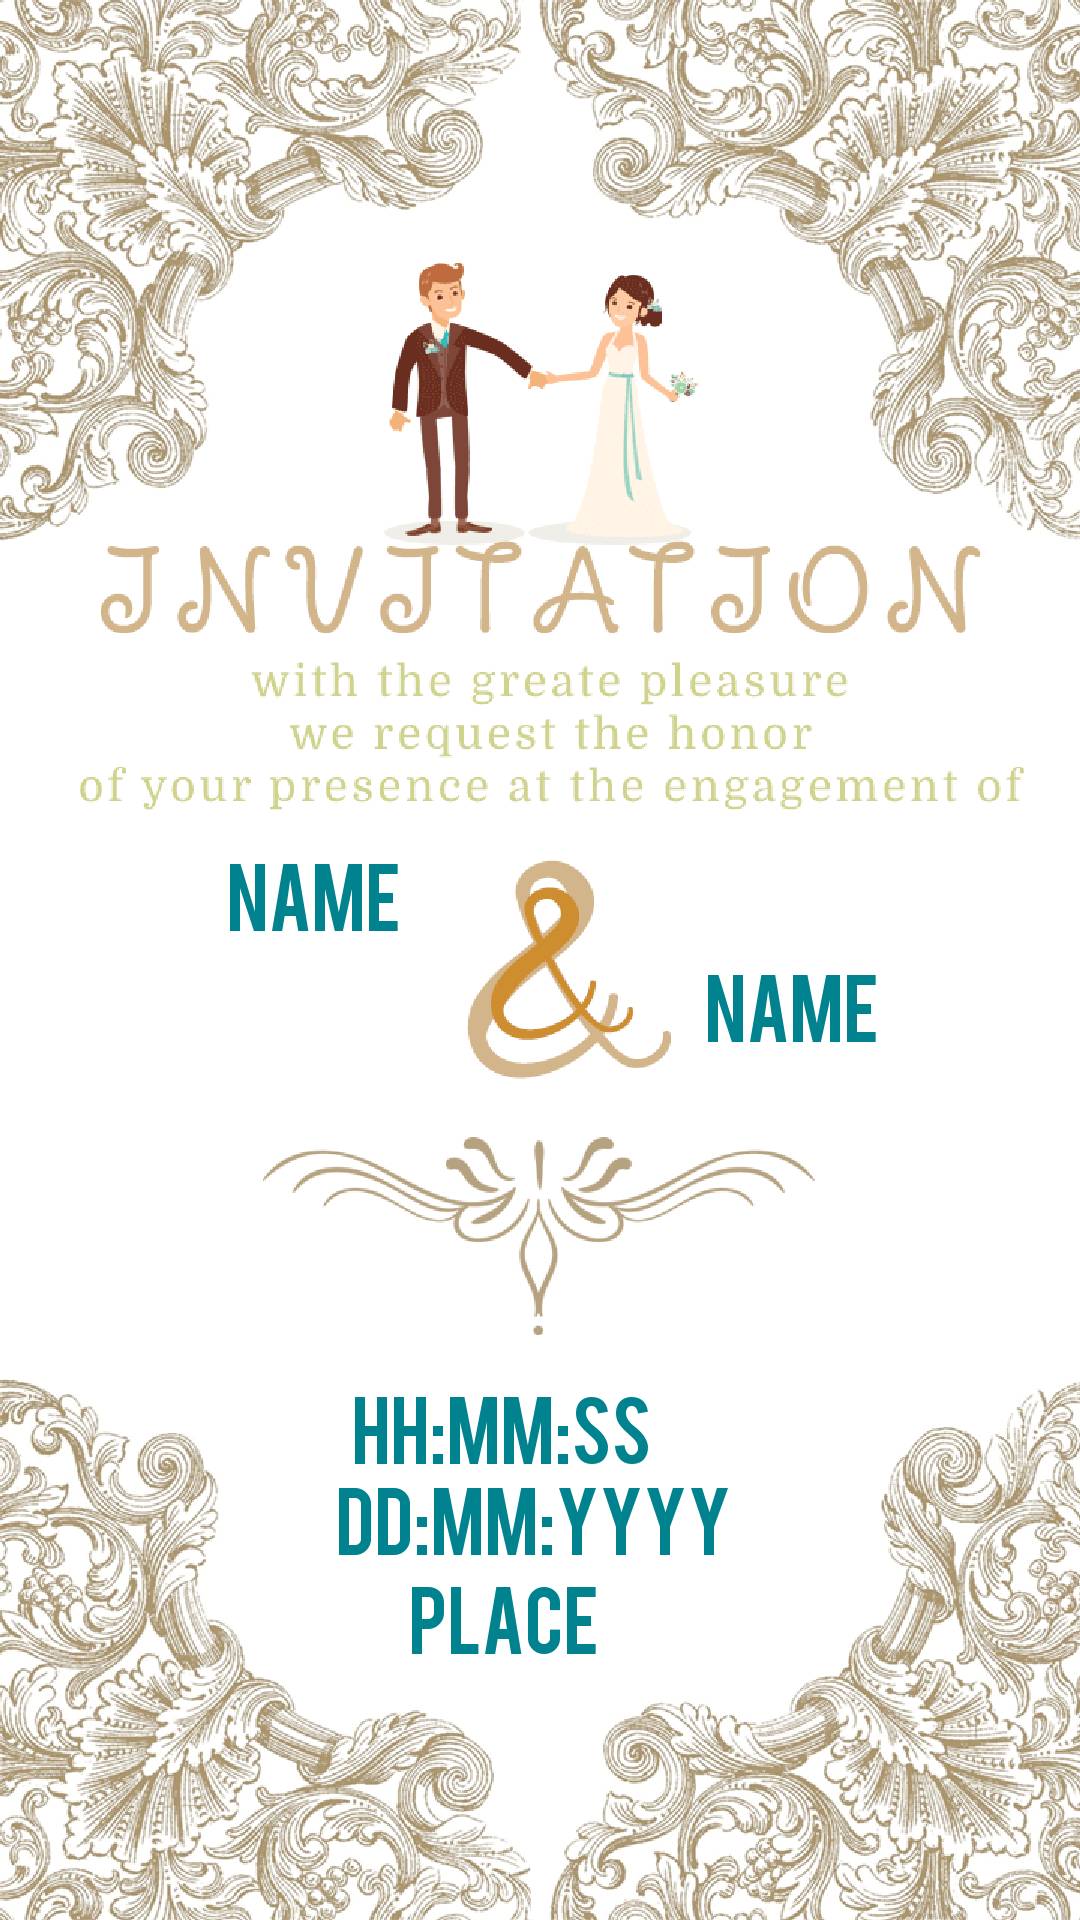 INVITATION
with the greate pleasure
we request the honor
of your presence at the engagement of
NAME
&
NAME
HH:MM:SS
DD:MM:YYYY
PLACE